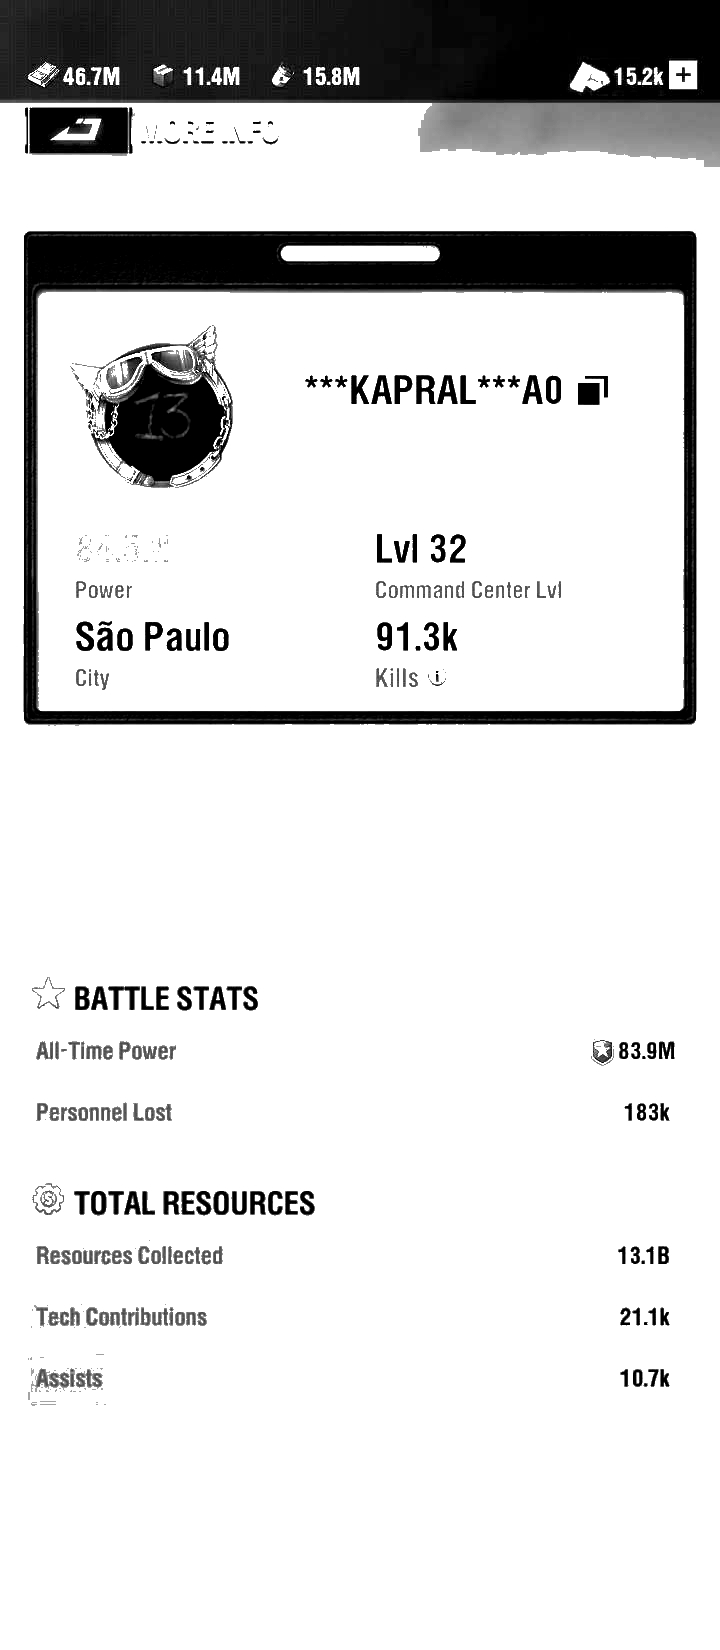 46.7M 11.4M 15.8M 15.2k +
MORE INFO
13
***KAPRAL***A0
Lvl 32
Power
Command Center Lvl
São Paulo
91.3k
City
Kills
BATTLE STATS
All-Time Power 83.9M
Personnel Lost 183k
TOTAL RESOURCES
Resources Collected 13.1B
Tech Contributions 21.1k
Assists 10.7k